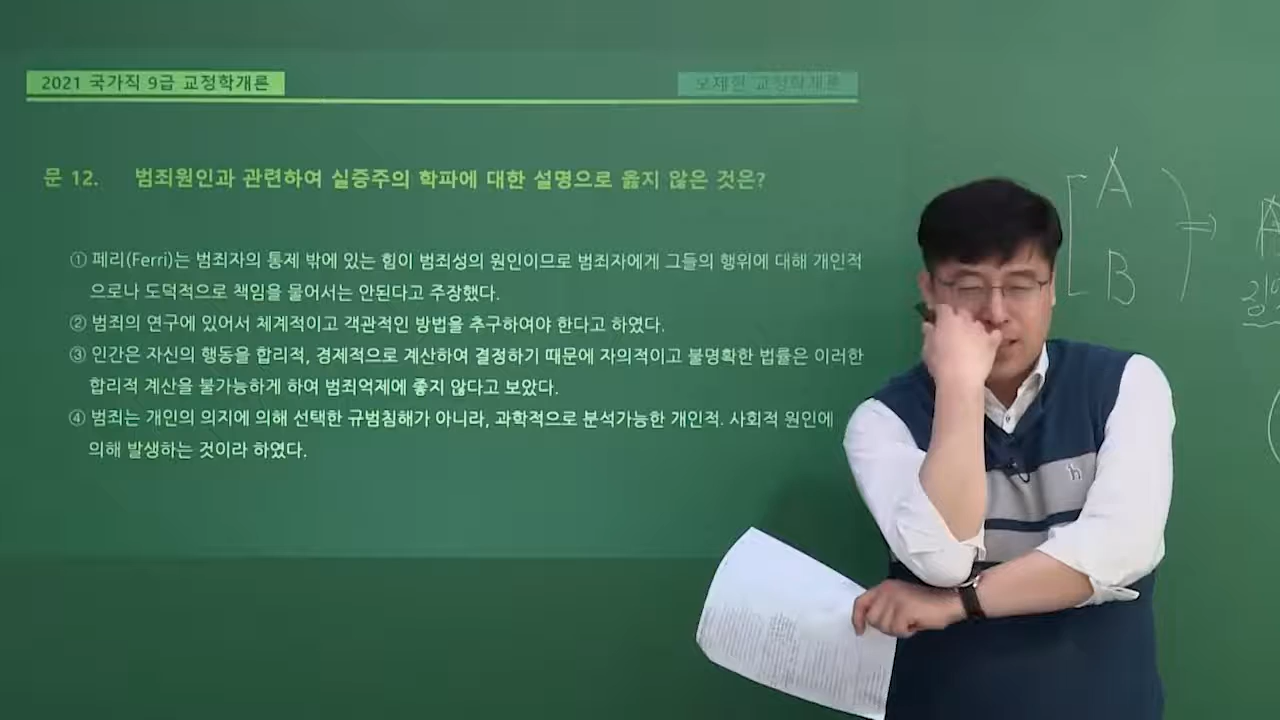 2021 국가직 9급 교정학개론
오제현 교정학개론
문 12. 범죄원인과 관련하여 실증주의 학파에 대한 설명으로 옳지 않은 것은?
① 페리(Ferri)는 범죄자의 통제 밖에 있는 힘이 범죄성의 원인이므로 범죄자에게 그들의 행위에 대해 개인적
으로나 도덕적으로 책임을 물어서는 안된다고 주장했다.
② 범죄의 연구에 있어서 체계적이고 객관적인 방법을 추구하여야 한다고 하였다.
③ 인간은 자신의 행동을 합리적, 경제적으로 계산하여 결정하기 때문에 자의적이고 불명확한 법률은 이러한
합리적 계산을 불가능하게 하여 범죄억제에 좋지 않다고 보았다.
④ 범죄는 개인의 의지에 의해 선택한 규범침해가 아니라, 과학적으로 분석가능한 개인적. 사회적 원인에
의해 발생하는 것이라 하였다.
A
B
A
h